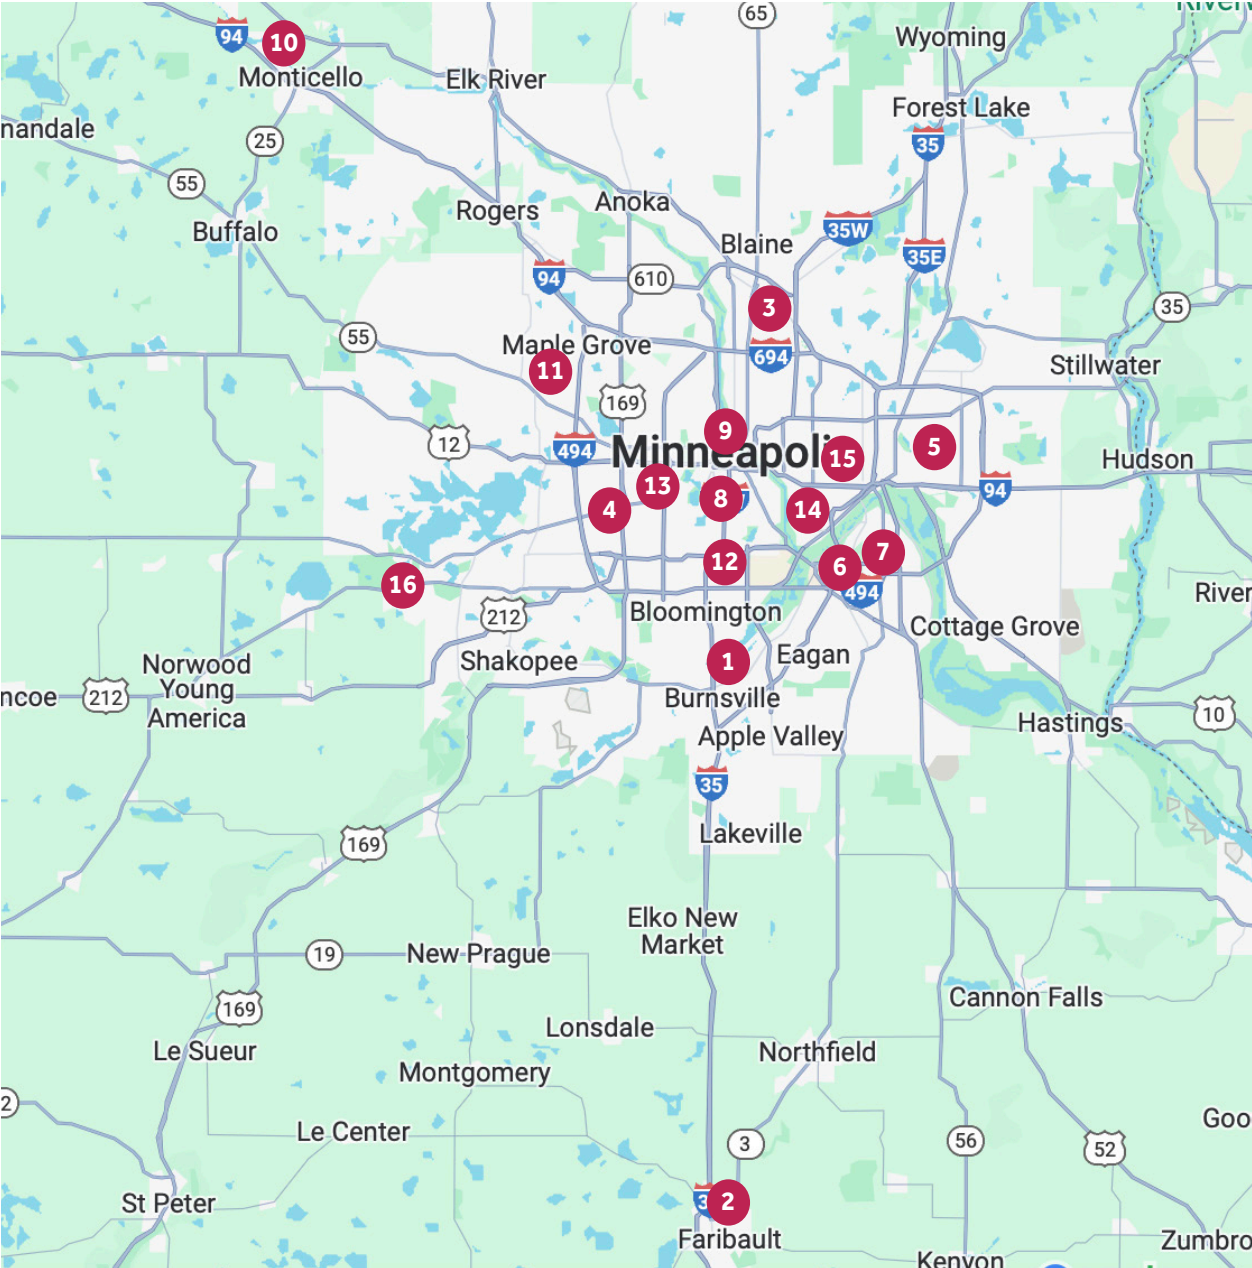 65
Wyoming
94
10
Monticello
Elk River
Forest Lake
nandale
25
35
55
Rogers
Anoka
Buffalo
35W
Blaine
35E
94
610
3
35
55
Maple Grove
694
Stillwater
11
169
9
12
494
Minneapoli
15
5
Hudson
13
8
94
4
14
12
7
6
16
494
River
212
Bloomington
Cottage Grove
Norwood
Young
America
Shakopee
1
Eagan
ncoe
212
Burnsville
10
Hastings
Apple Valley
35
Lakeville
169
Elko New
Market
19
New Prague
169
Cannon Falls
Lonsdale
Le Sueur
Northfield
Montgomery
2
Goo
Le Center
3
56
52
St Peter
3
2
Faribault
Zumbro
Kenyon